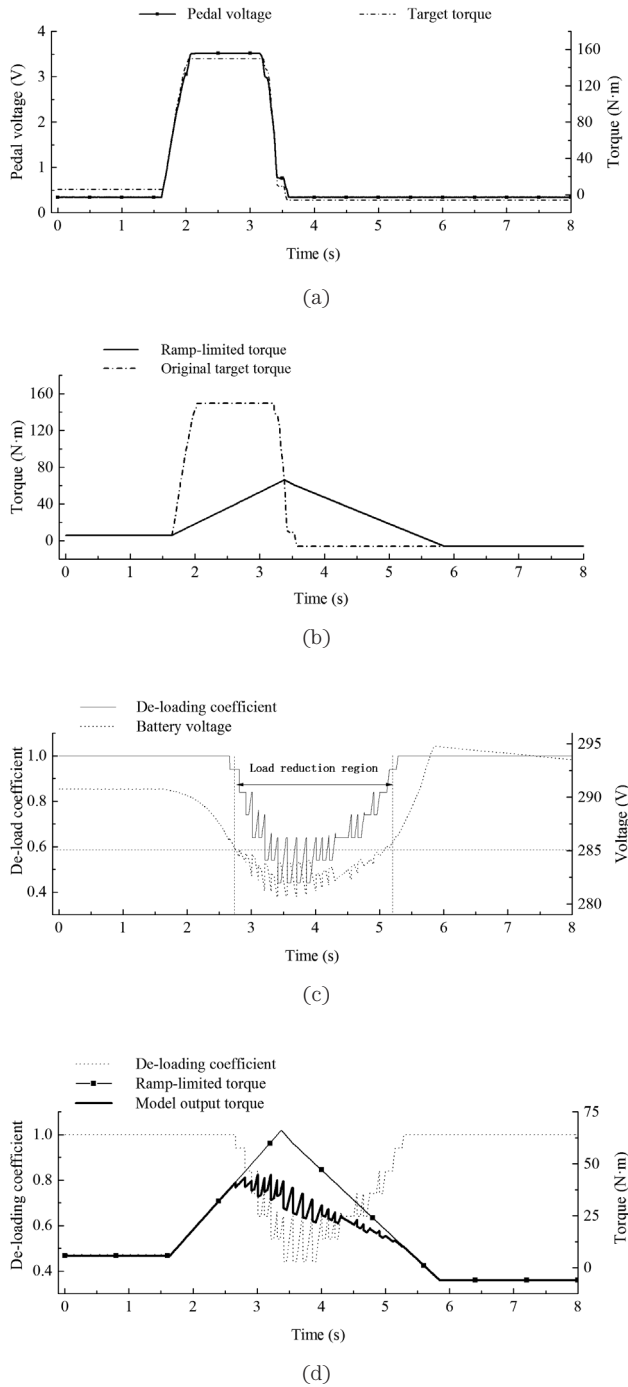 Pedal voltage
Target torque
4
3
2
1
0
Pedal voltage (V)
160
120
80
40
0
Torque (N·m)
0 1 2 3 4 5 6 7 8
Time (s)
(a)
Ramp-limited torque
Original target torque
160
120
80
40
0
Torque (N·m)
0 1 2 3 4 5 6 7 8
Time (s)
(b)
De-loading coefficient
Battery voltage
1.0
0.8
0.6
0.4
De-load coefficient
Load reduction region
295
290
285
280
Voltage (V)
0 1 2 3 4 5 6 7 8
Time (s)
(c)
De-loading coefficient
Ramp-limited torque
Model output torque
1.0
0.8
0.6
0.4
De-loading coefficient
75
50
25
0
Torque (N·m)
0 1 2 3 4 5 6 7 8
Time (s)
(d)